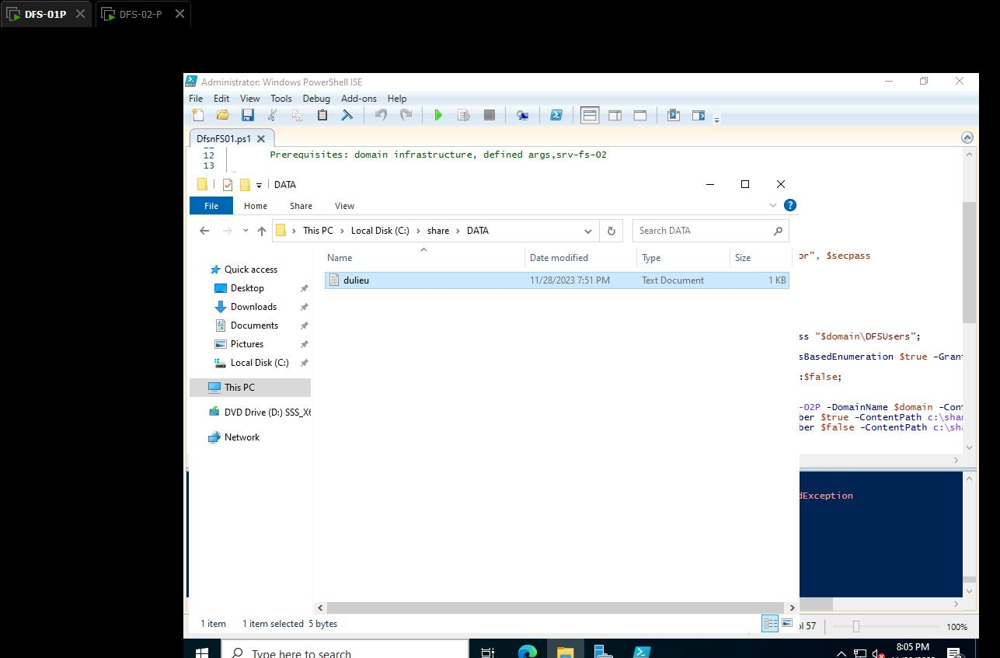 DFS-01P
DFS-02-P
Administrator: Windows PowerShell ISE
File Edit View Tools Debug Add-ons Help
DfsnFS01.ps1
12 Prerequisites: domain infrastructure, defined args,srv-fs-02
13
DATA
File Home Share View
This PC > Local Disk (C:) > share > DATA
Search DATA
or", $secpass
Name Date modified Type Size
Quick access
dulieu 11/28/2023 7:51 PM Text Document 1 KB
Desktop
Downloads
Documents
Pictures
Local Disk (C:)
This PC
DVD Drive (D:) SSS_X6
Network
ss "$domain\DFSUsers";
sBasedEnumeration $true -Gran
:$false;
-02P -DomainName $domain -Con
ber $true -ContentPath c:\shar
ber $false -ContentPath c:\sha
dException
1 item 1 item selected 5 bytes
ol 57
100%
Type here to search
8:05 PM